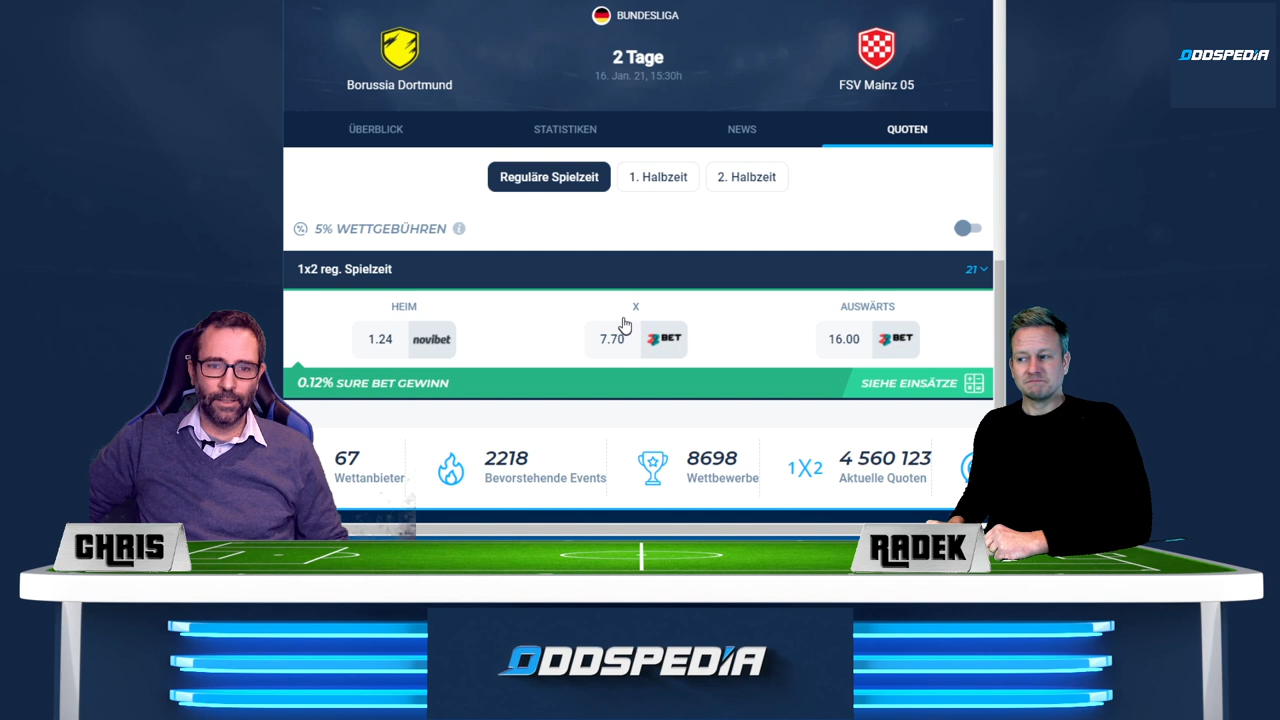 BUNDESLIGA
ODDSPEDIA
2 Tage
16. Jan. 21, 15:30h
Borussia Dortmund
FSV Mainz 05
ÜBERBLICK STATISTIKEN NEWS QUOTEN
Reguläre Spielzeit 1. Halbzeit 2. Halbzeit
5% WETTGEBÜHREN i
1x2 reg. Spielzeit 21
HEIM X AUSWÄRTS
1.24 novibet 7.70 22BET 16.00 22BET
0.12% SURE BET GEWINN SIEHE EINSÄTZE
67 2218 8698 1X2 4 560 123
Wettanbieter Bevorstehende Events Wettbewerbe Aktuelle Quoten
CHRIS RADEK
ODDSPEDIA